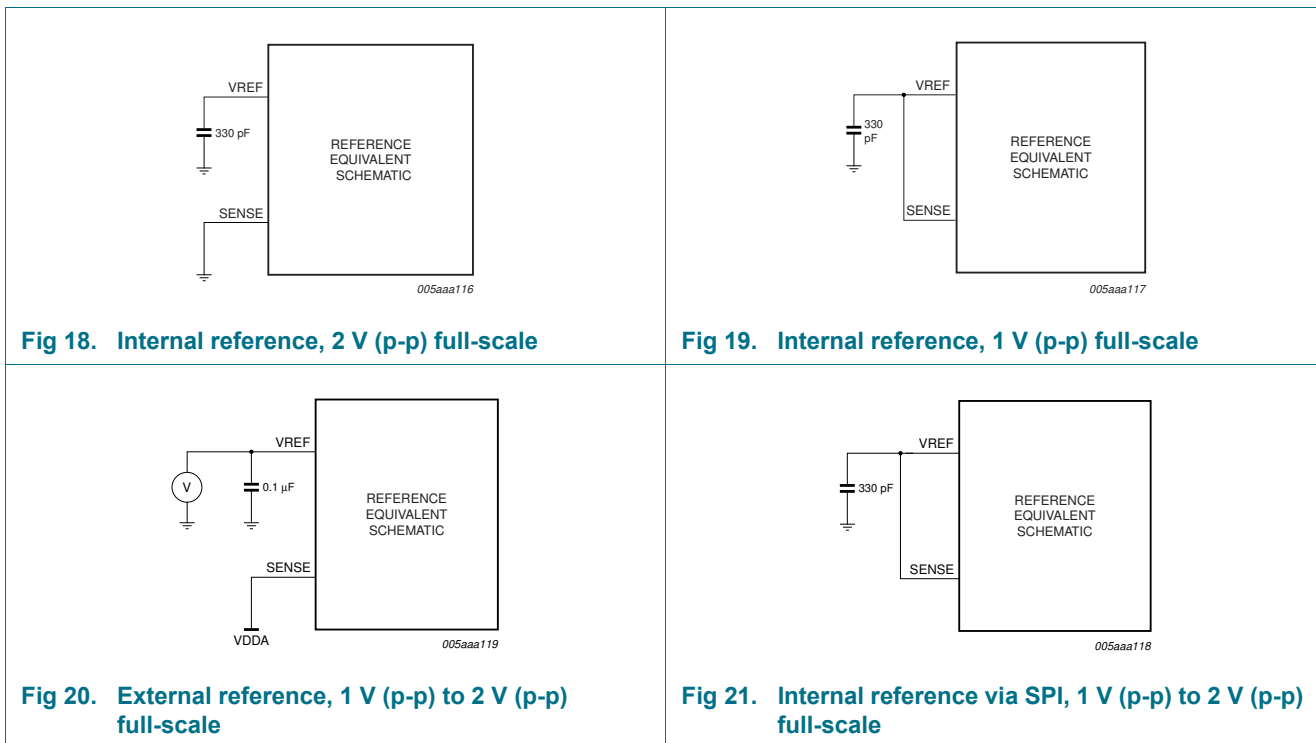 VREF
330 pF
REFERENCE
EQUIVALENT
SCHEMATIC
SENSE
005aaa116
Fig 18. Internal reference, 2 V (p-p) full-scale
VREF
330
pF
REFERENCE
EQUIVALENT
SCHEMATIC
SENSE
005aaa117
Fig 19. Internal reference, 1 V (p-p) full-scale
VREF
V
0.1 μF
REFERENCE
EQUIVALENT
SCHEMATIC
SENSE
VDDA
005aaa119
Fig 20. External reference, 1 V (p-p) to 2 V (p-p)
full-scale
VREF
330 pF
REFERENCE
EQUIVALENT
SCHEMATIC
SENSE
005aaa118
Fig 21. Internal reference via SPI, 1 V (p-p) to 2 V (p-p)
full-scale